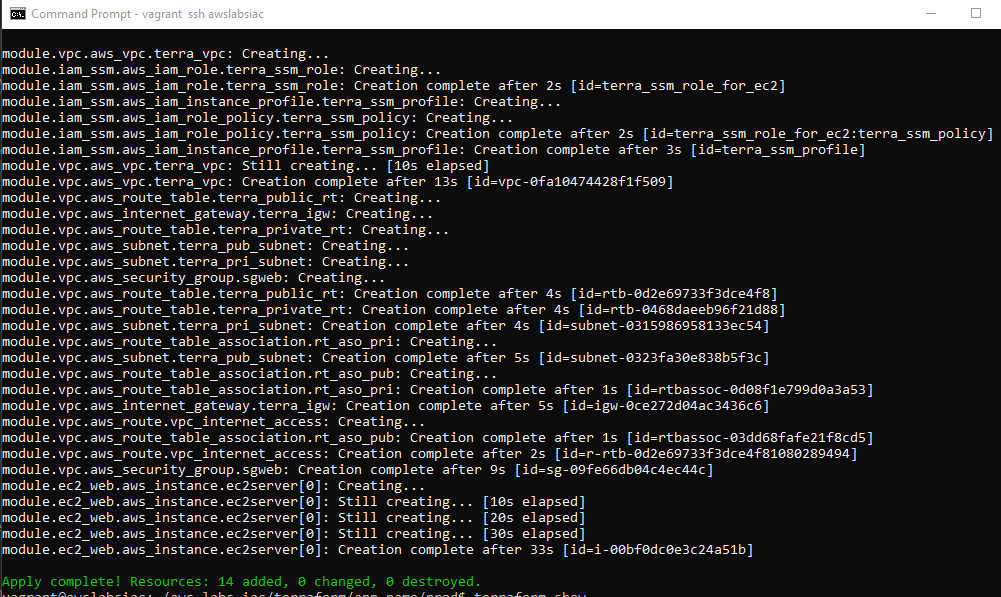 Command Prompt - vagrant  ssh awslabsiac
module.vpc.aws_vpc.terra_vpc: Creating...
module.iam_ssm.aws_iam_role.terra_ssm_role: Creating...
module.iam_ssm.aws_iam_role.terra_ssm_role: Creation complete after 2s [id=terra_ssm_role_for_ec2]
module.iam_ssm.aws_iam_instance_profile.terra_ssm_profile: Creating...
module.iam_ssm.aws_iam_role_policy.terra_ssm_policy: Creating...
module.iam_ssm.aws_iam_role_policy.terra_ssm_policy: Creation complete after 2s [id=terra_ssm_role_for_ec2:terra_ssm_policy]
module.iam_ssm.aws_iam_instance_profile.terra_ssm_profile: Creation complete after 3s [id=terra_ssm_profile]
module.vpc.aws_vpc.terra_vpc: Still creating... [10s elapsed]
module.vpc.aws_vpc.terra_vpc: Creation complete after 13s [id=vpc-0fa10474428f1f509]
module.vpc.aws_route_table.terra_public_rt: Creating...
module.vpc.aws_internet_gateway.terra_igw: Creating...
module.vpc.aws_route_table.terra_private_rt: Creating...
module.vpc.aws_subnet.terra_pub_subnet: Creating...
module.vpc.aws_subnet.terra_pri_subnet: Creating...
module.vpc.aws_security_group.sgweb: Creating...
module.vpc.aws_route_table.terra_public_rt: Creation complete after 4s [id=rtb-0d2e69733f3dce4f8]
module.vpc.aws_route_table.terra_private_rt: Creation complete after 4s [id=rtb-0468daeeb96f21d88]
module.vpc.aws_subnet.terra_pri_subnet: Creation complete after 4s [id=subnet-0315986958133ec54]
module.vpc.aws_route_table_association.rt_aso_pri: Creating...
module.vpc.aws_subnet.terra_pub_subnet: Creation complete after 5s [id=subnet-0323fa30e838b5f3c]
module.vpc.aws_route_table_association.rt_aso_pub: Creating...
module.vpc.aws_route_table_association.rt_aso_pri: Creation complete after 1s [id=rtbassoc-0d08f1e799d0a3a53]
module.vpc.aws_internet_gateway.terra_igw: Creation complete after 5s [id=igw-0ce272d04ac3436c6]
module.vpc.aws_route.vpc_internet_access: Creating...
module.vpc.aws_route_table_association.rt_aso_pub: Creation complete after 1s [id=rtbassoc-03dd68fafe21f8cd5]
module.vpc.aws_route.vpc_internet_access: Creation complete after 2s [id=r-rtb-0d2e69733f3dce4f81080289494]
module.vpc.aws_security_group.sgweb: Creation complete after 9s [id=sg-09fe66db04c4ec44c]
module.ec2_web.aws_instance.ec2server[0]: Creating...
module.ec2_web.aws_instance.ec2server[0]: Still creating... [10s elapsed]
module.ec2_web.aws_instance.ec2server[0]: Still creating... [20s elapsed]
module.ec2_web.aws_instance.ec2server[0]: Still creating... [30s elapsed]
module.ec2_web.aws_instance.ec2server[0]: Creation complete after 33s [id=i-00bf0dc0e3c24a51b]
Apply complete! Resources: 14 added, 0 changed, 0 destroyed.